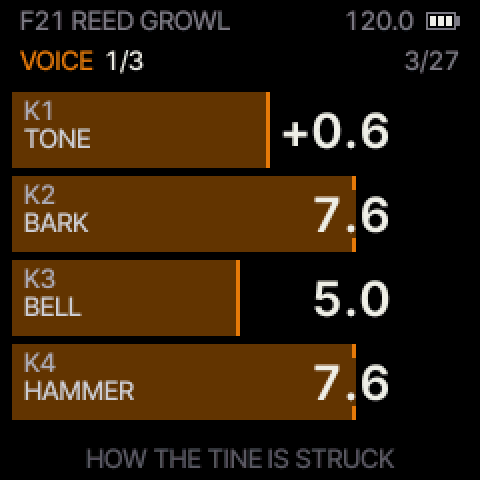 F21 REED GROWL 120.0
VOICE 1/3 3/27
K1
TONE +0.6
K2
BARK 7.6
K3
BELL 5.0
K4
HAMMER 7.6
HOW THE TINE IS STRUCK